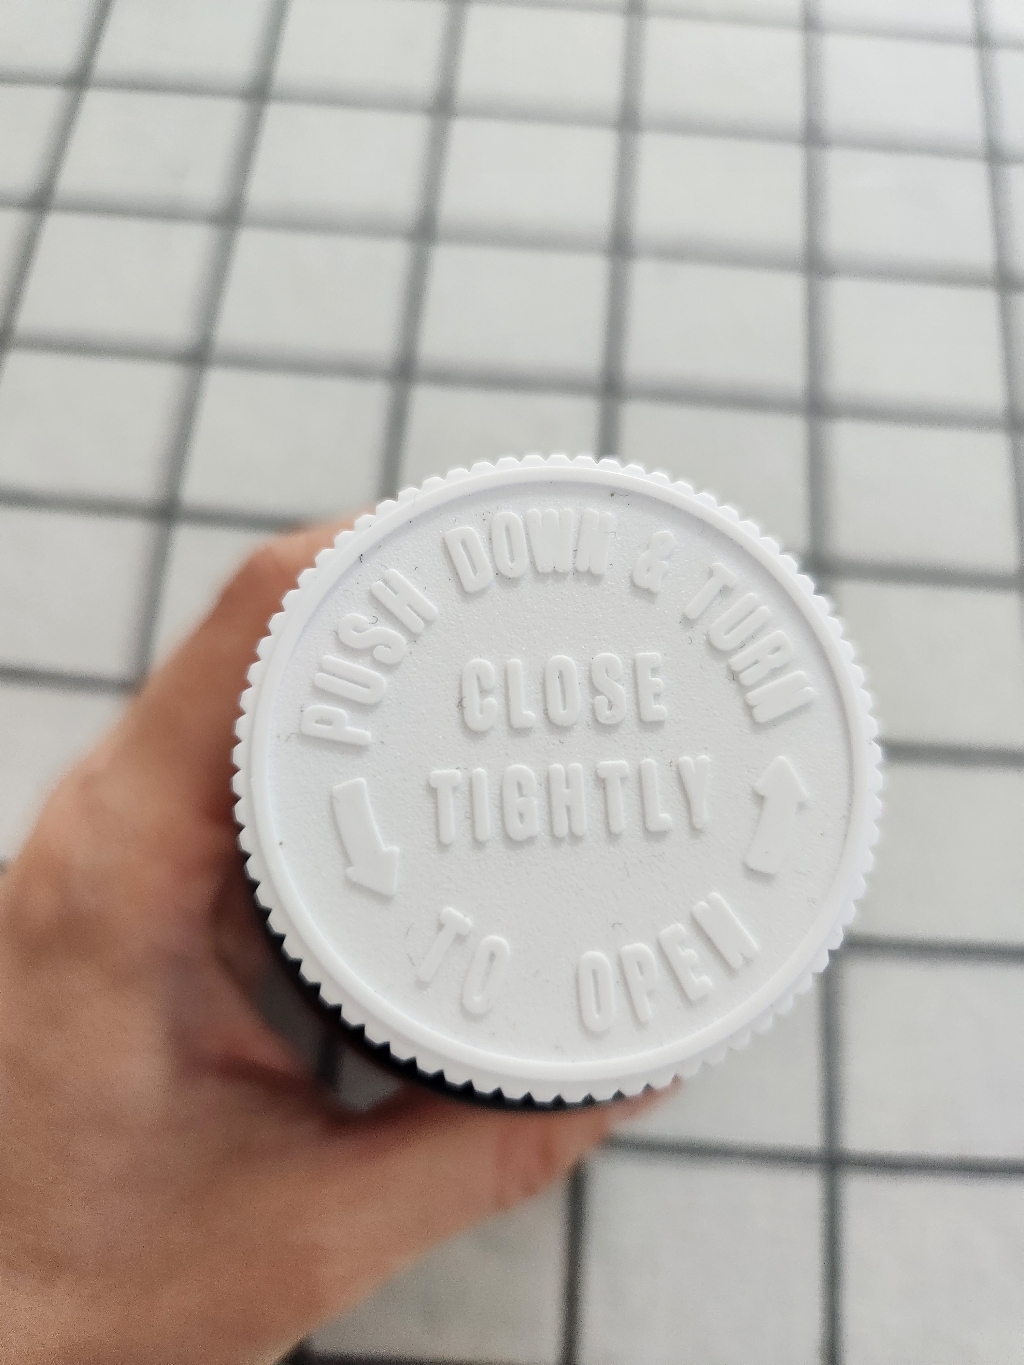 PUSH DOWN & TURN
CLOSE
TIGHTLY
TO OPEN